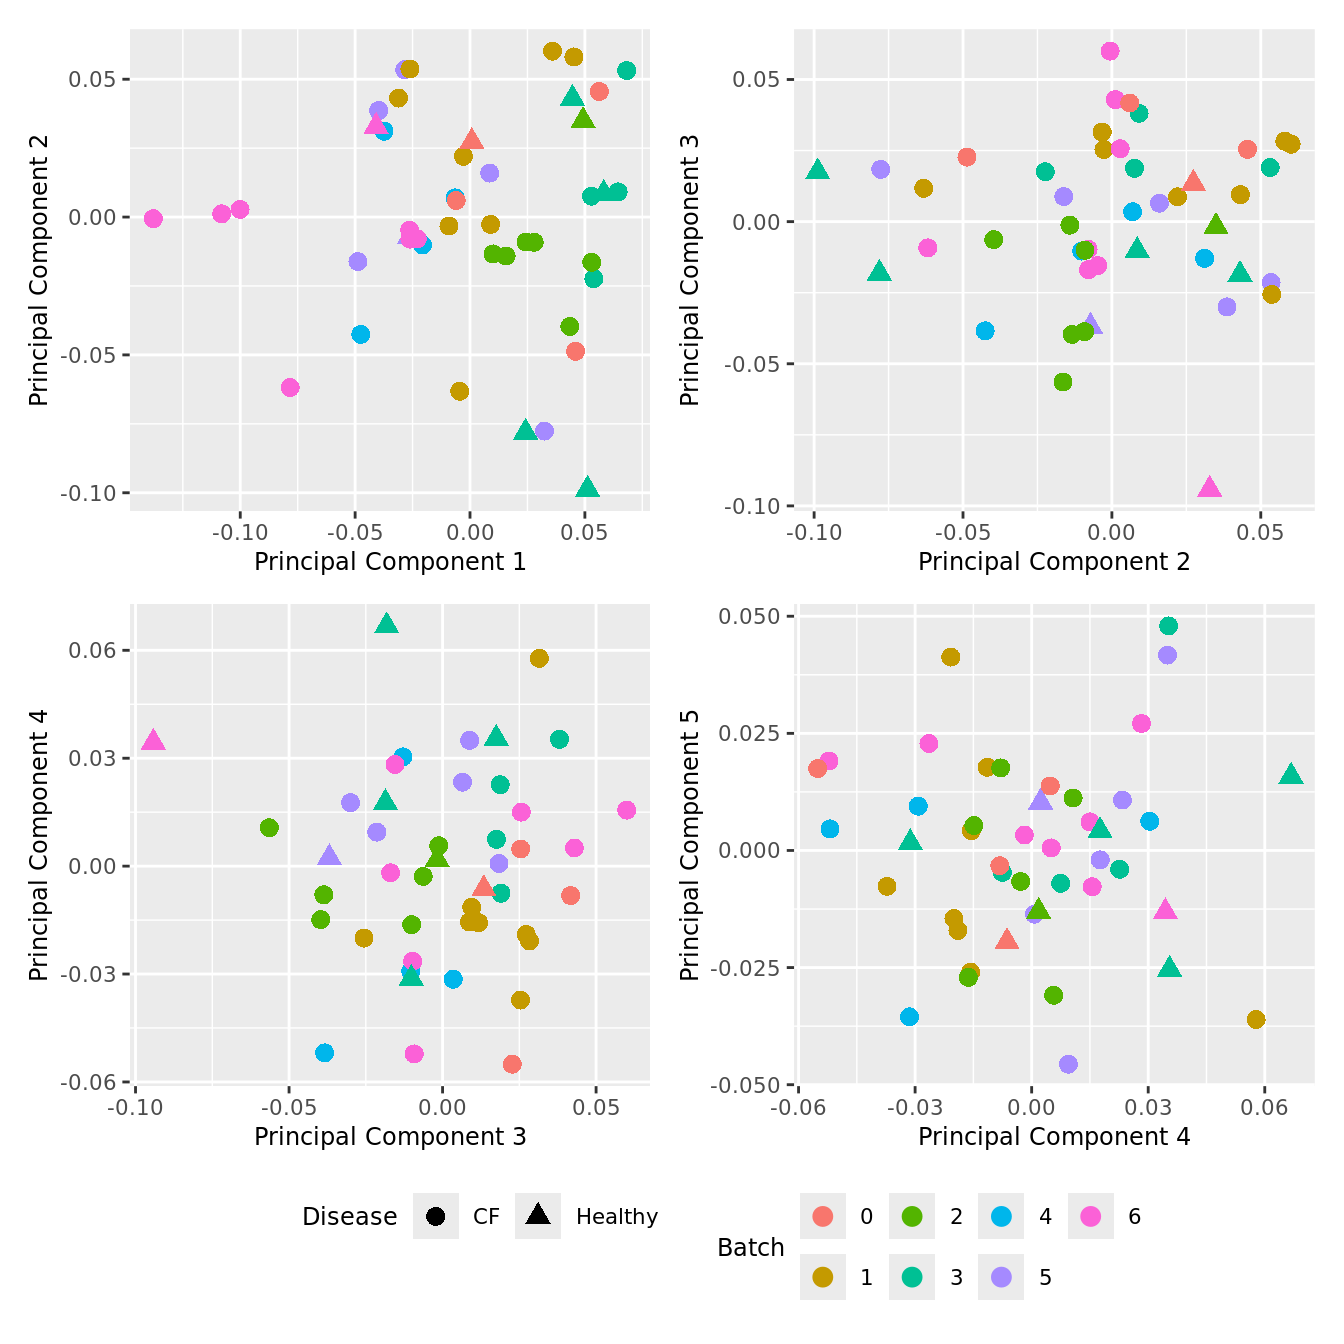 0.05
0.00
-0.05
-0.10
Principal Component 2
-0.10 -0.05 0.00 0.05
Principal Component 1
0.05
0.00
-0.05
-0.10
Principal Component 3
-0.10 -0.05 0.00 0.05
Principal Component 2
0.06
0.03
0.00
-0.03
-0.06
Principal Component 4
-0.10 -0.05 0.00 0.05
Principal Component 3
0.050
0.025
0.000
-0.025
-0.050
Principal Component 5
-0.06 -0.03 0.00 0.03 0.06
Principal Component 4
Disease CF Healthy
Batch
0 2 4 6
1 3 5